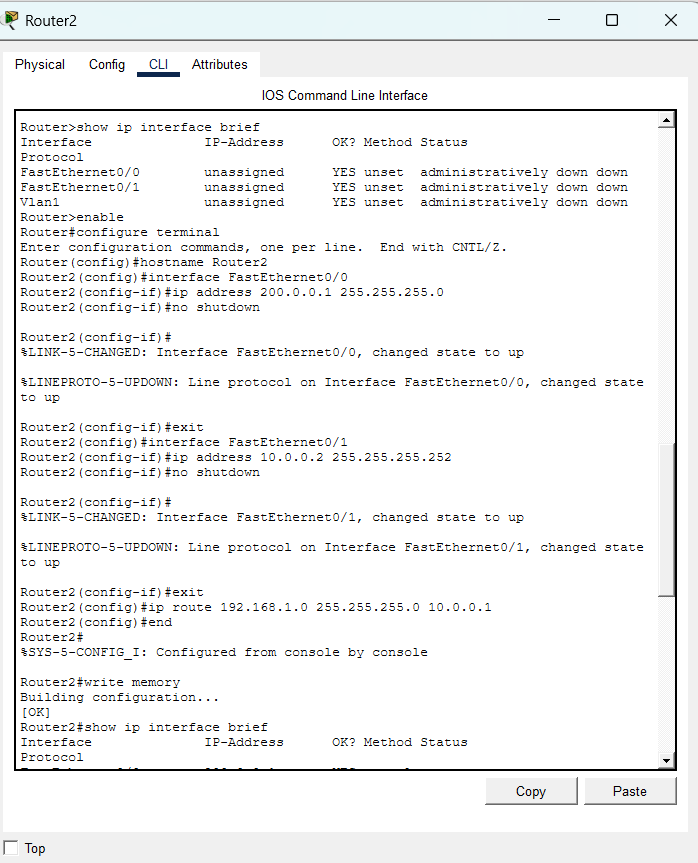 Router2
Physical Config CLI Attributes
IOS Command Line Interface
Router>show ip interface brief
Interface IP-Address OK? Method Status
Protocol
FastEthernet0/0 unassigned YES unset administratively down down
FastEthernet0/1 unassigned YES unset administratively down down
Vlan1 unassigned YES unset administratively down down
Router>enable
Router#configure terminal
Enter configuration commands, one per line. End with CNTL/Z.
Router(config)#hostname Router2
Router2(config)#interface FastEthernet0/0
Router2(config-if)#ip address 200.0.0.1 255.255.255.0
Router2(config-if)#no shutdown
Router2(config-if)#
%LINK-5-CHANGED: Interface FastEthernet0/0, changed state to up
%LINEPROTO-5-UPDOWN: Line protocol on Interface FastEthernet0/0, changed state
to up
Router2(config-if)#exit
Router2(config)#interface FastEthernet0/1
Router2(config-if)#ip address 10.0.0.2 255.255.255.252
Router2(config-if)#no shutdown
Router2(config-if)#
%LINK-5-CHANGED: Interface FastEthernet0/1, changed state to up
%LINEPROTO-5-UPDOWN: Line protocol on Interface FastEthernet0/1, changed state
to up
Router2(config-if)#exit
Router2(config)#ip route 192.168.1.0 255.255.255.0 10.0.0.1
Router2(config)#end
Router2#
%SYS-5-CONFIG_I: Configured from console by console
Router2#write memory
Building configuration...
[OK]
Router2#show ip interface brief
Interface IP-Address OK? Method Status
Protocol
Copy Paste
Top